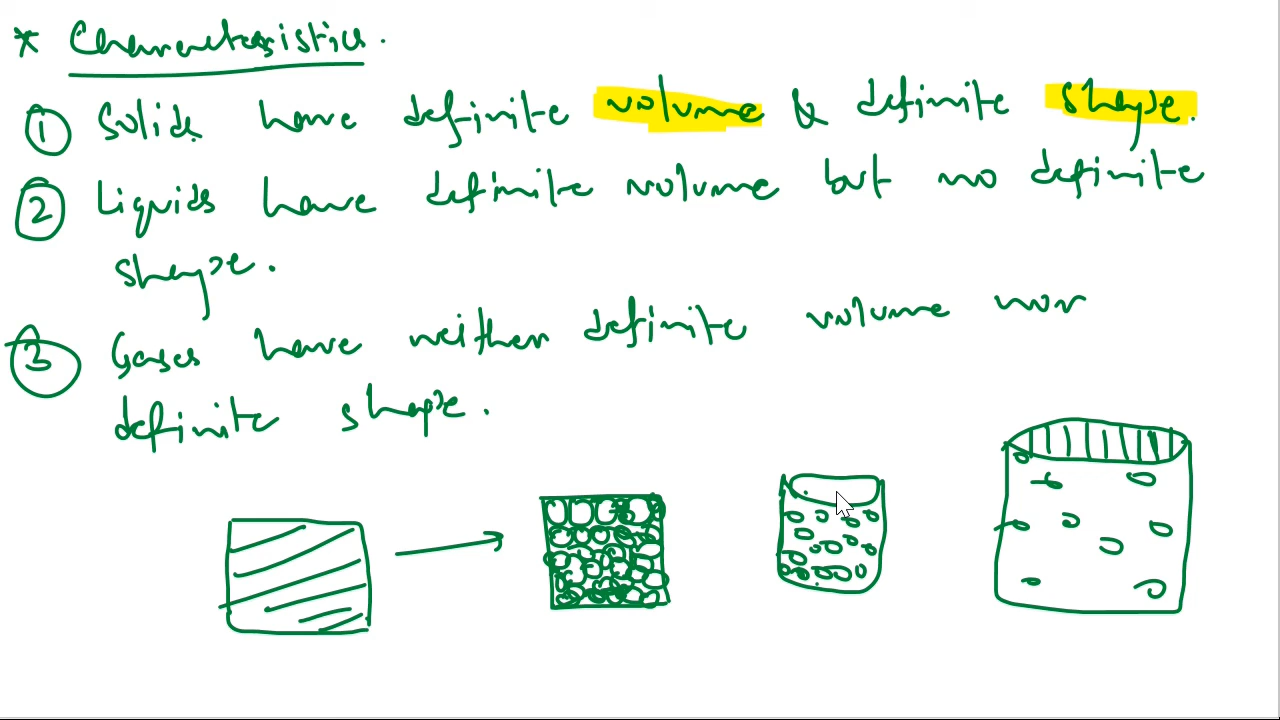 * Characteristics.
① Solids have definite volume & definite shape.
② Liquids have definite volume but no definite
shape.
③ Gases have neither definite volume nor
definite shape.